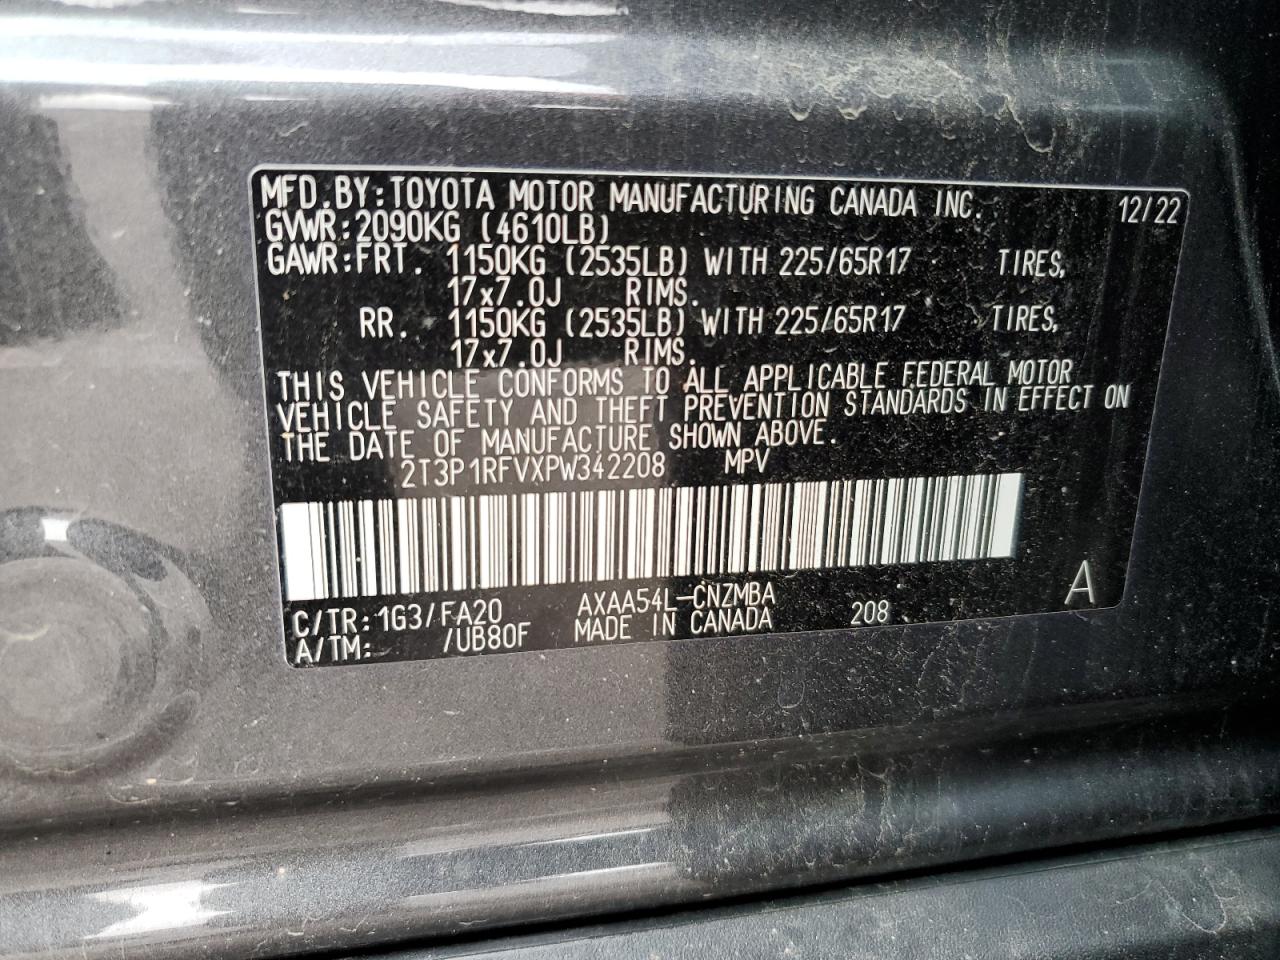 MFD.BY:TOYOTA MOTOR MANUFACTURING CANADA INC. 12/22
GVWR:2090KG (4610LB)
GAWR:FRT. 1150KG (2535LB) WITH 225/65R17 TIRES,
17x7.0J RIMS.
RR. 1150KG (2535LB) WITH 225/65R17 TIRES,
17x7.0J RIMS.
THIS VEHICLE CONFORMS TO ALL APPLICABLE FEDERAL MOTOR
VEHICLE SAFETY AND THEFT PREVENTION STANDARDS IN EFFECT ON
THE DATE OF MANUFACTURE SHOWN ABOVE.
2T3P1RFVXPW342208 MPV
C/TR:1G3/FA20 AXAA54L-CNZMBA 208 A
A/TM: /UB80F MADE IN CANADA